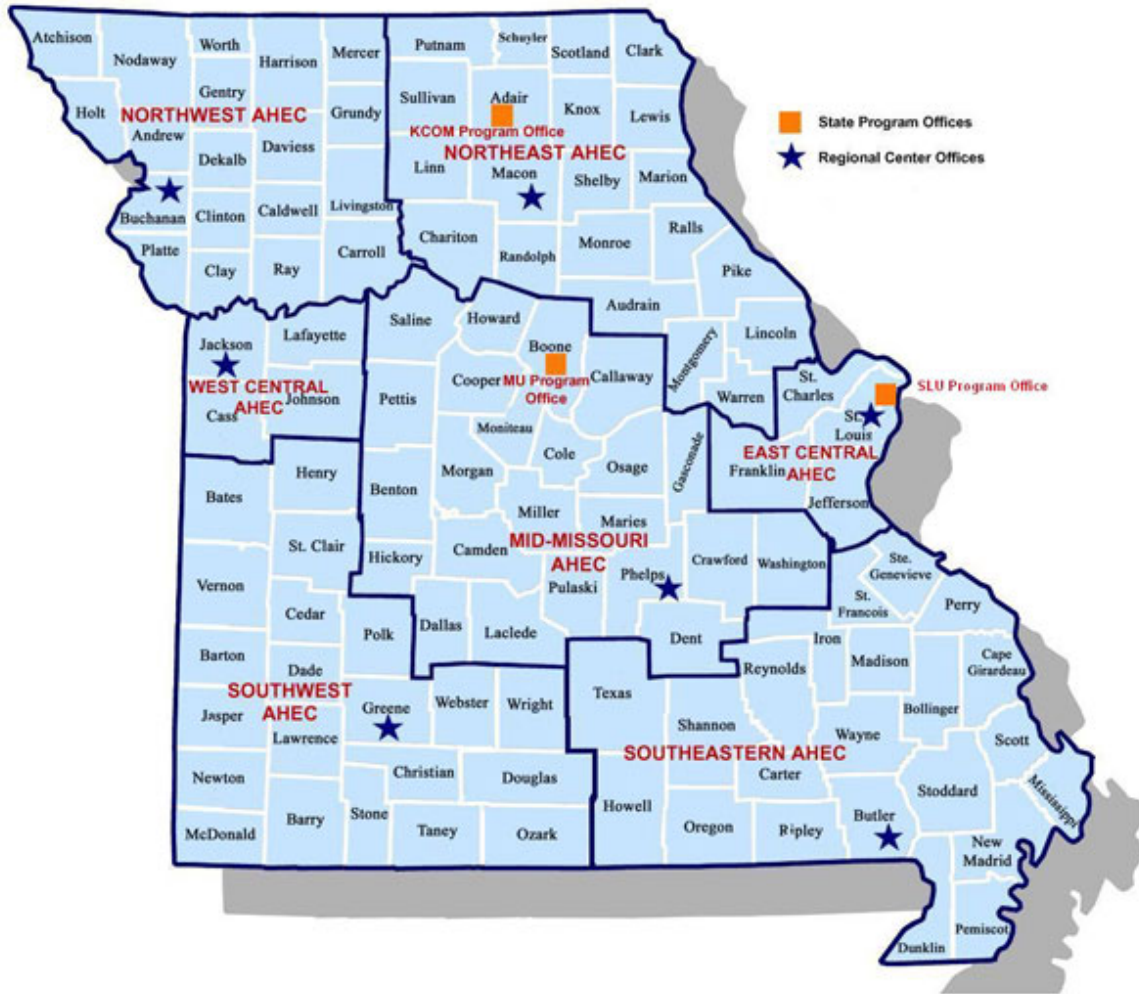 Atchison
Nodaway
Worth
Harrison
Mercer
Putnam
Schuyler
Scotland
Clark
Holt
Gentry
Grundy
Sullivan
Adair
Knox
Lewis
NORTHWEST AHEC
KCOM Program Office
NORTHEAST AHEC
State Program Offices
Regional Center Offices
Andrew
Dekalb
Daviess
Linn
Macon
Shelby
Marion
Buchanan
Clinton
Caldwell
Livingston
Chariton
Randolph
Monroe
Ralls
Platte
Clay
Ray
Carroll
Audrain
Pike
Jackson
Lafayette
Saline
Howard
Boone
Montgomery
Lincoln
WEST CENTRAL
AHEC
Cass
Johnson
Pettis
Cooper
MU Program
Office
Callaway
Warren
St.
Charles
SLU Program Office
St.
Louis
Moniteau
Cole
Osage
Gasconade
EAST CENTRAL
AHEC
Franklin
Jefferson
Bates
Henry
Benton
Morgan
Miller
Maries
St. Clair
Hickory
Camden
MID-MISSOURI
AHEC
Pulaski
Phelps
Crawford
Washington
Ste.
Genevieve
St.
Francois
Perry
Vernon
Cedar
Polk
Dallas
Laclede
Dent
Iron
Madison
Cape
Girardeau
Barton
Dade
SOUTHWEST
AHEC
Greene
Webster
Wright
Texas
Shannon
Reynolds
Bollinger
Jasper
Lawrence
SOUTHEASTERN AHEC
Wayne
Scott
Newton
Christian
Douglas
Howell
Carter
Stoddard
Mississippi
McDonald
Barry
Stone
Taney
Ozark
Oregon
Ripley
Butler
New
Madrid
Dunklin
Pemiscot